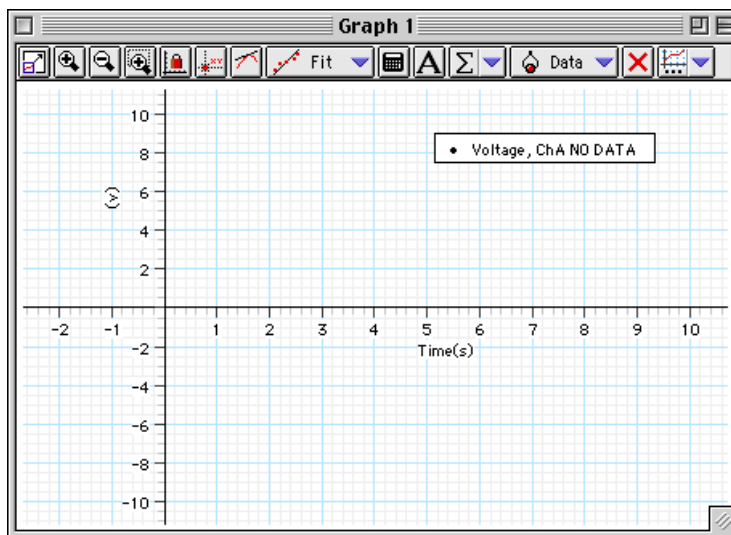 Graph 1
xy Fit A Σ Data
10
8
Voltage, ChA NO DATA
(V)
6
4
2
-2 -1 1 2 3 4 5 6 7 8 9 10
-2
Time(s)
-4
-6
-8
-10